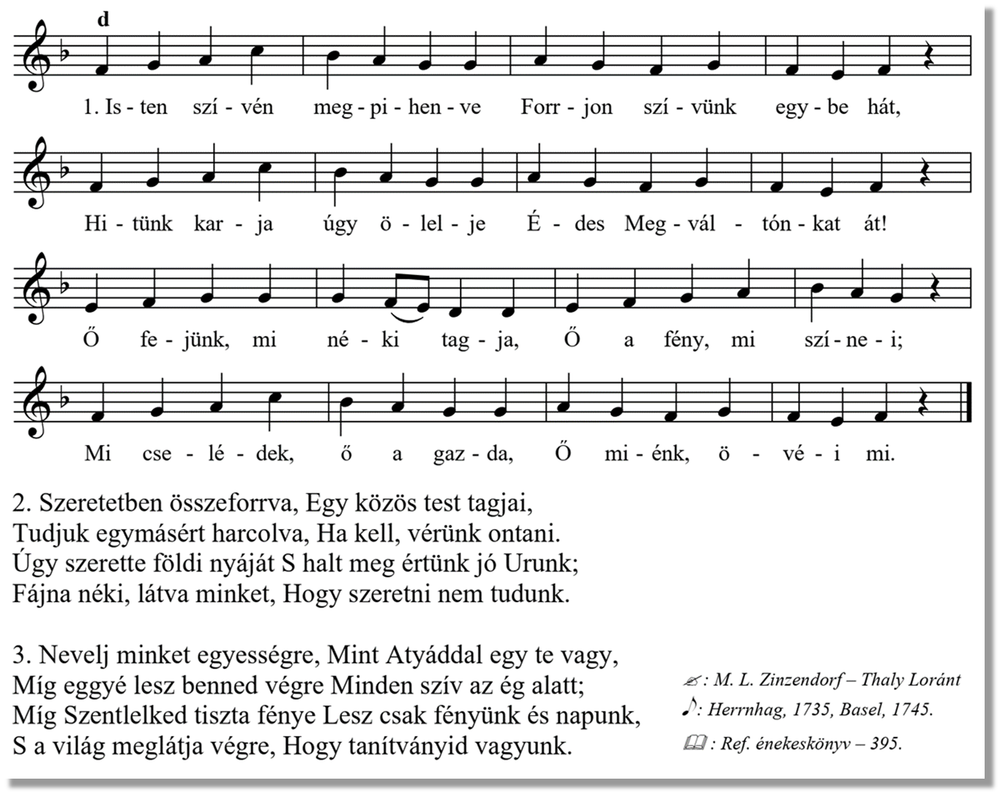 d
1. Is - ten szí - vén meg - pi - hen - ve Forr - jon szí - vünk egy - be hát,
Hi - tünk kar - ja úgy ö - lel - je É - des Meg - vál - tón - kat át!
Ő fe - jünk, mi né - ki tag - ja, Ő a fény, mi szí - ne - i;
Mi cse - lé - dek, ő a gaz - da, Ő mi - énk, ö - vé - i mi.
2. Szeretetben összeforrva, Egy közös test tagjai,
Tudjuk egymásért harcolva, Ha kell, vérünk ontani.
Úgy szerette földi nyáját S halt meg értünk jó Urunk;
Fájna néki, látva minket, Hogy szeretni nem tudunk.
3. Nevelj minket egyességre, Mint Atyáddal egy te vagy,
Míg eggyé lesz benned végre Minden szív az ég alatt;
Míg Szentlelked tiszta fénye Lesz csak fényünk és napunk,
S a világ meglátja végre, Hogy tanítványid vagyunk.
: M. L. Zinzendorf – Thaly Loránt
: Herrnhag, 1735, Basel, 1745.
: Ref. énekeskönyv – 395.